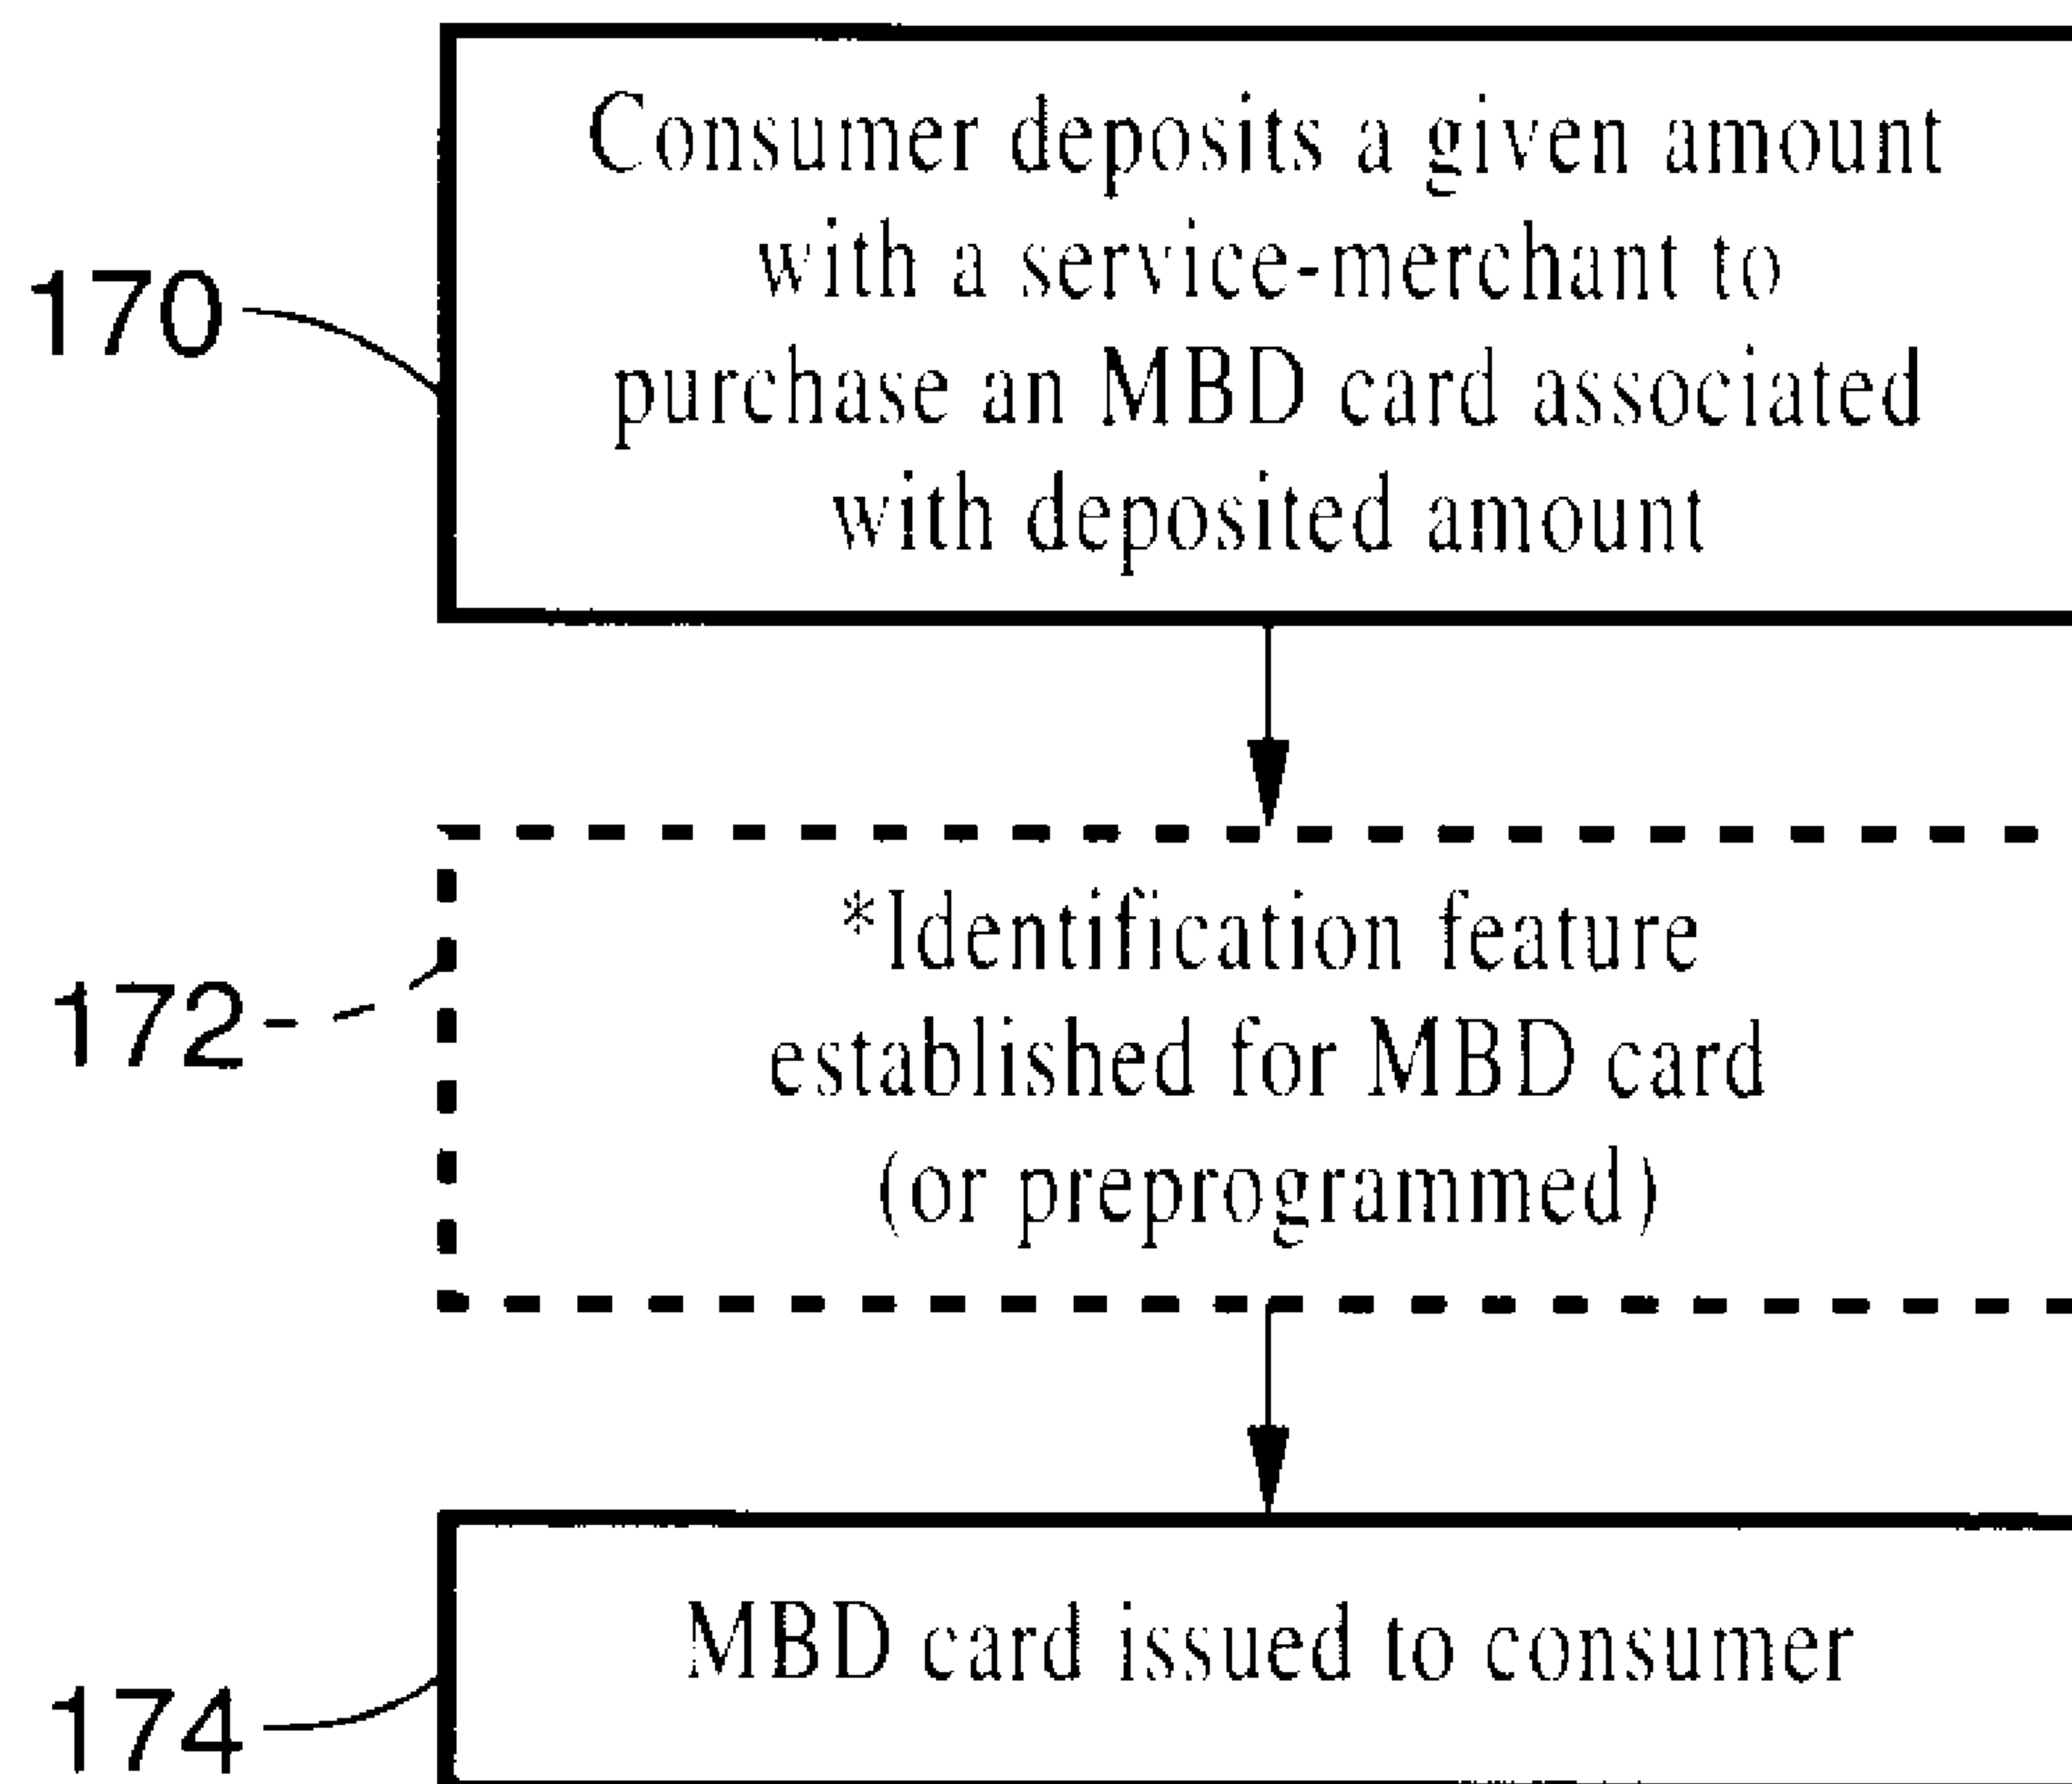 Consumer deposits a given amount
with a service-merchant to
purchase an MBD card associated
with deposited amount
170
*Identification feature
established for MBD card
(or preprogrammed)
172
MBD card issued to consumer
174